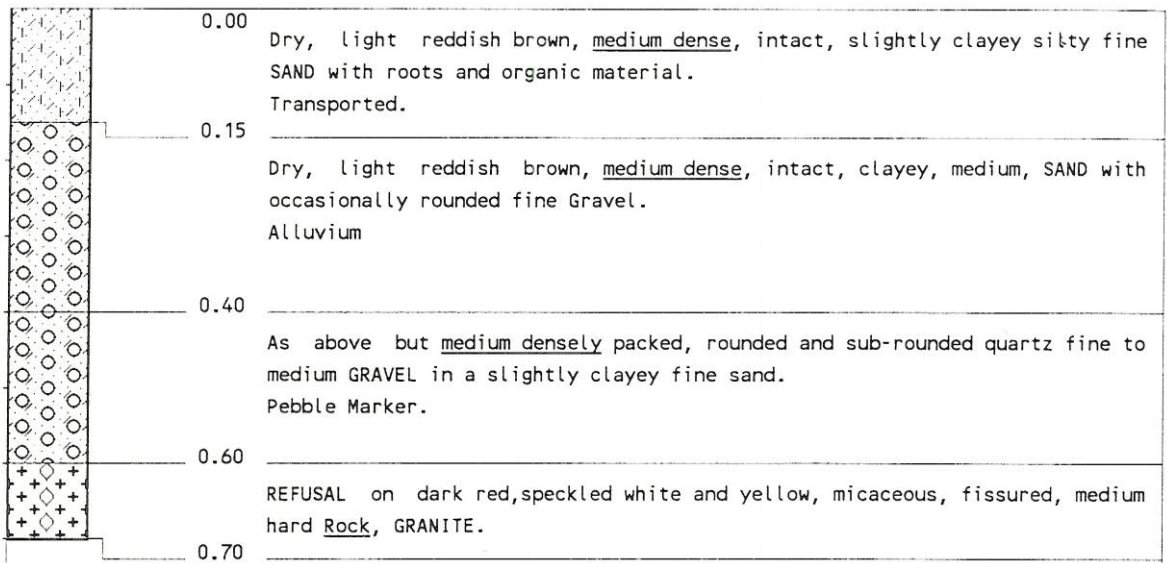 0.00
Dry, light reddish brown, medium dense, intact, slightly clayey silty fine
SAND with roots and organic material.
Transported.
0.15
Dry, light reddish brown, medium dense, intact, clayey, medium, SAND with
occasionally rounded fine Gravel.
Alluvium
0.40
As above but medium densely packed, rounded and sub-rounded quartz fine to
medium GRAVEL in a slightly clayey fine sand.
Pebble Marker.
0.60
REFUSAL on dark red,speckled white and yellow, micaceous, fissured, medium
hard Rock, GRANITE.
0.70